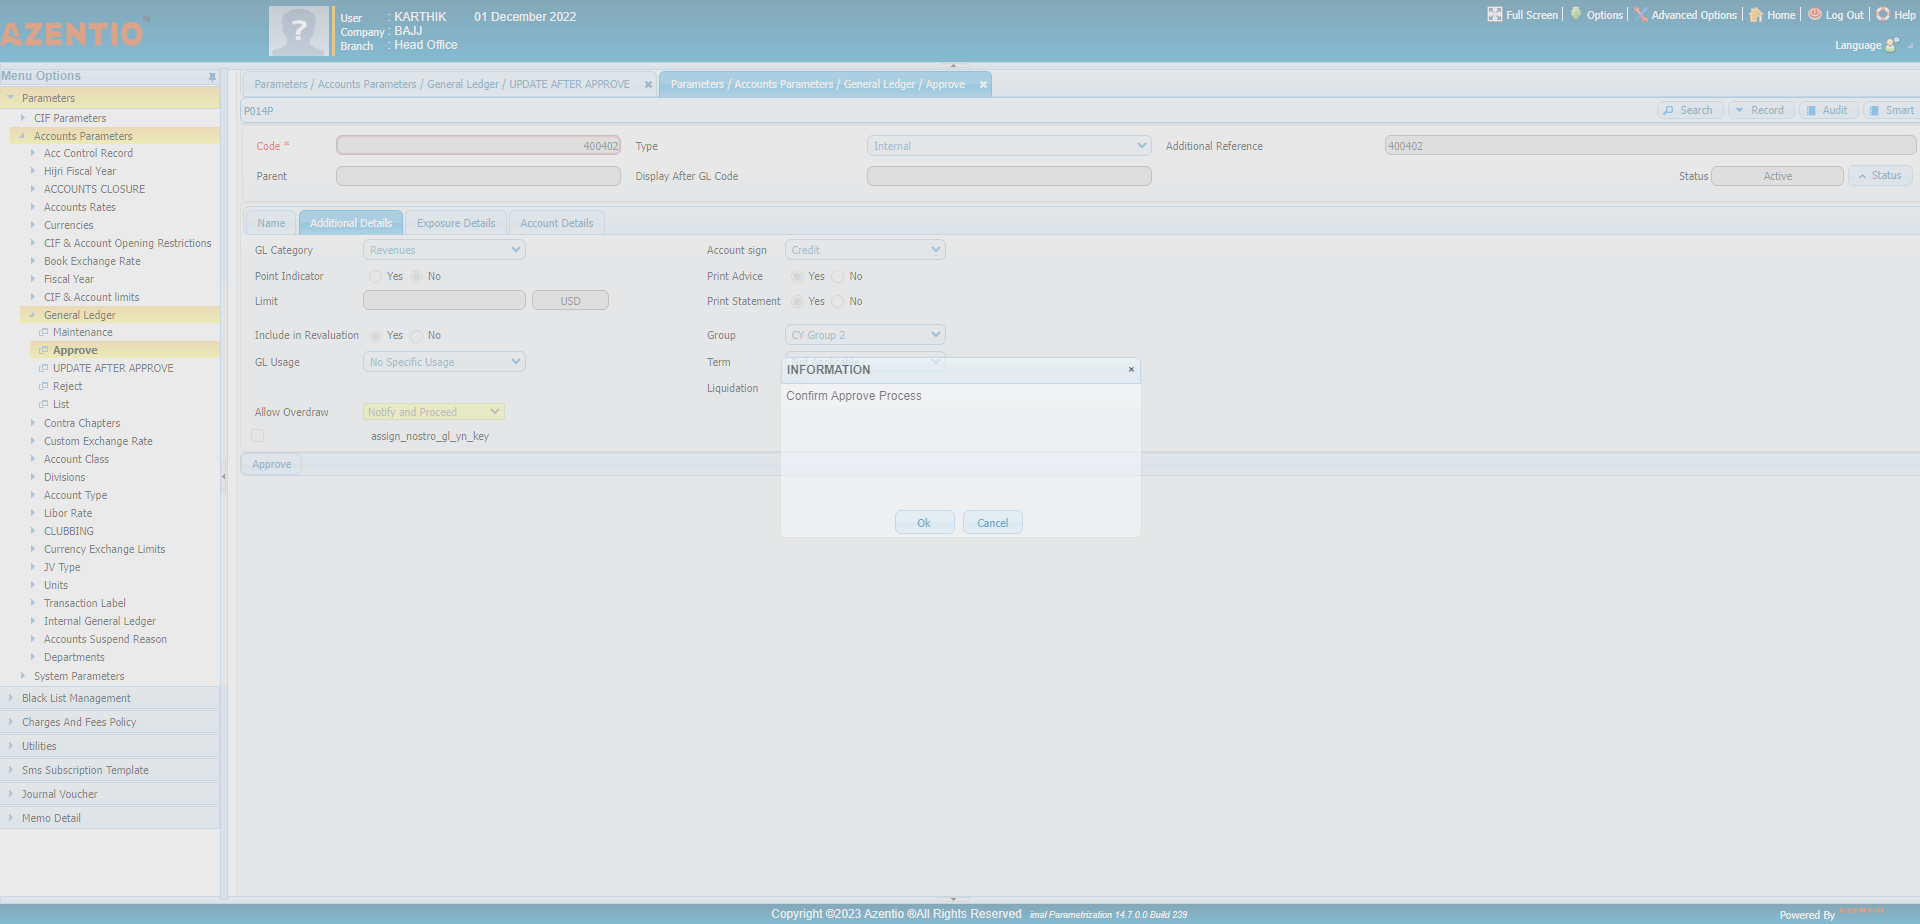 AZENTIO
User : KARTHIK 01 December 2022
Company : BAJJ
Branch : Head Office
Full Screen Options Advanced Options Home Log Out Help
Language
Menu Options
Parameters
CIF Parameters
Accounts Parameters
Acc Control Record
Hijri Fiscal Year
ACCOUNTS CLOSURE
Accounts Rates
Currencies
CIF & Account Opening Restrictions
Book Exchange Rate
Fiscal Year
CIF & Account limits
General Ledger
Maintenance
Approve
UPDATE AFTER APPROVE
Reject
List
Contra Chapters
Custom Exchange Rate
Account Class
Divisions
Account Type
Libor Rate
CLUBBING
Currency Exchange Limits
JV Type
Units
Transaction Label
Internal General Ledger
Accounts Suspend Reason
Departments
System Parameters
Black List Management
Charges And Fees Policy
Utilities
Sms Subscription Template
Journal Voucher
Memo Detail
Parameters / Accounts Parameters / General Ledger / UPDATE AFTER APPROVE
Parameters / Accounts Parameters / General Ledger / Approve
P014P
Search Record Audit Smart
Code * 400402 Type Internal Additional Reference 400402
Parent Display After GL Code Status Active Status
Name Additional Details Exposure Details Account Details
GL Category Revenues Account sign Credit
Point Indicator Yes No Print Advice Yes No
Limit USD Print Statement Yes No
Include in Revaluation Yes No Group CY Group 2
GL Usage No Specific Usage Term Not Applicable
Liquidation
Allow Overdraw Notify and Proceed
assign_nostro_gl_yn_key
Approve
INFORMATION
Confirm Approve Process
Ok Cancel
Copyright ©2023 Azentio ®All Rights Reserved imal Parametrization 14.7.0.0 Build 239
Powered By AZENTIO